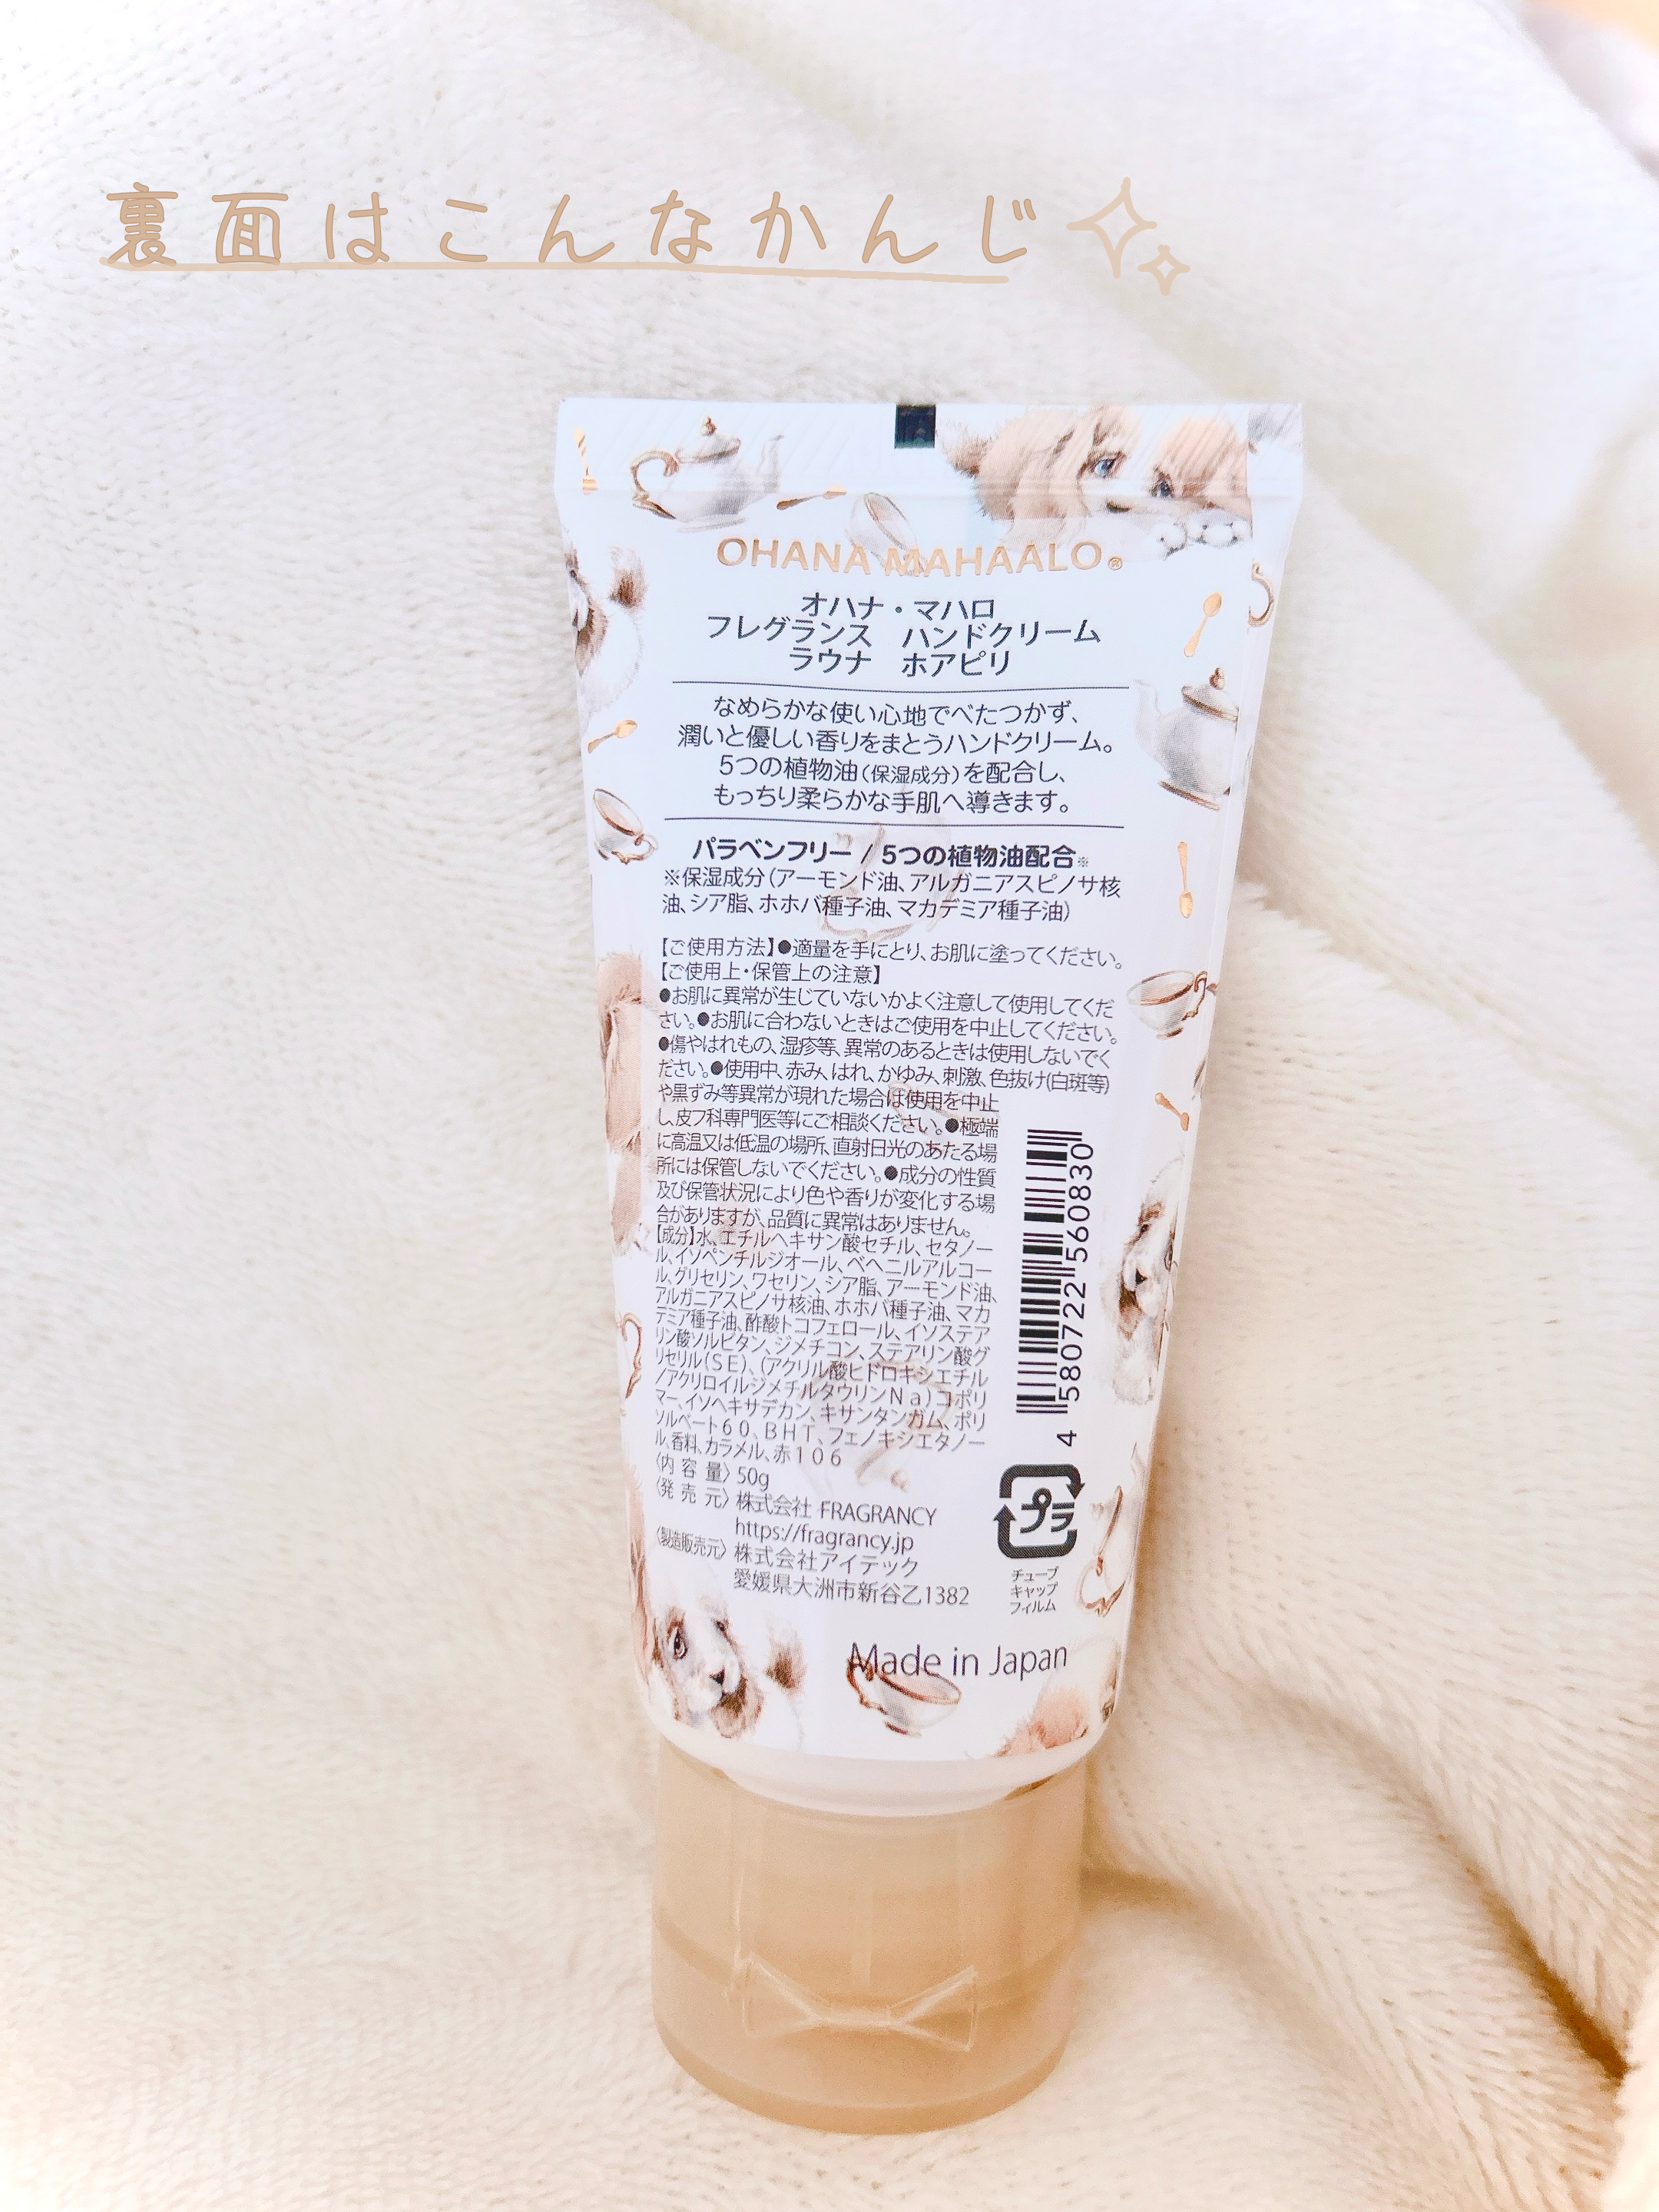 裏面はこんなかんじ
OHANA MAHAALO®
オハナ・マハロ
フレグランス ハンドクリーム
ラウナ ホアピリ
なめらかな使い心地でべたつかず、
潤いと優しい香りをまとうハンドクリーム。
5つの植物油(保湿成分)を配合し、
もっちり柔らかな手肌へ導きます。
パラベンフリー / 5つの植物油配合※
※保湿成分(アーモンド油、アルガニアスピノサ核
油、シア脂、ホホバ種子油、マカデミア種子油)
【ご使用方法】●適量を手にとり、お肌に塗ってください。
【ご使用上・保管上の注意】
●お肌に異常が生じていないかよく注意して使用してくだ
さい。●お肌に合わないときはご使用を中止してください。
●傷やはれもの、湿疹等、異常のあるときは使用しないでく
ださい。●使用中、赤み、はれ、かゆみ、刺激、色抜け(白斑等)
や黒ずみ等異常が現れた場合は使用を中止
し、皮フ科専門医等にご相談ください。●極端
に高温又は低温の場所、直射日光のあたる場
所には保管しないでください。●成分の性質
及び保管状況により色や香りが変化する場
合がありますが、品質に異常はありません。
【成分】水、エチルヘキサン酸セチル、セタノー
ル、イソペンチルジオール、ベヘニルアルコー
ル、グリセリン、ワセリン、シア脂、アーモンド油、
アルガニアスピノサ核油、ホホバ種子油、マカ
デミア種子油、酢酸トコフェロール、イソステア
リン酸ソルビタン、ジメチコン、ステアリン酸グ
リセリル(SE)、(アクリル酸ヒドロキシエチル
/アクリロイルジメチルタウリンNa)コポリ
マー、イソヘキサデカン、キサンタンガム、ポリ
ソルベート60、BHT、フェノキシエタノー
ル、香料、カラメル、赤106
〈内 容 量〉50g
〈発 売 元〉株式会社 FRAGRANCY
https://fragrancy.jp
〈製造販売元〉株式会社アイテック
愛媛県大洲市新谷乙1382
4 580722 560830
プラ
チューブ
キャップ
フィルム
Made in Japan